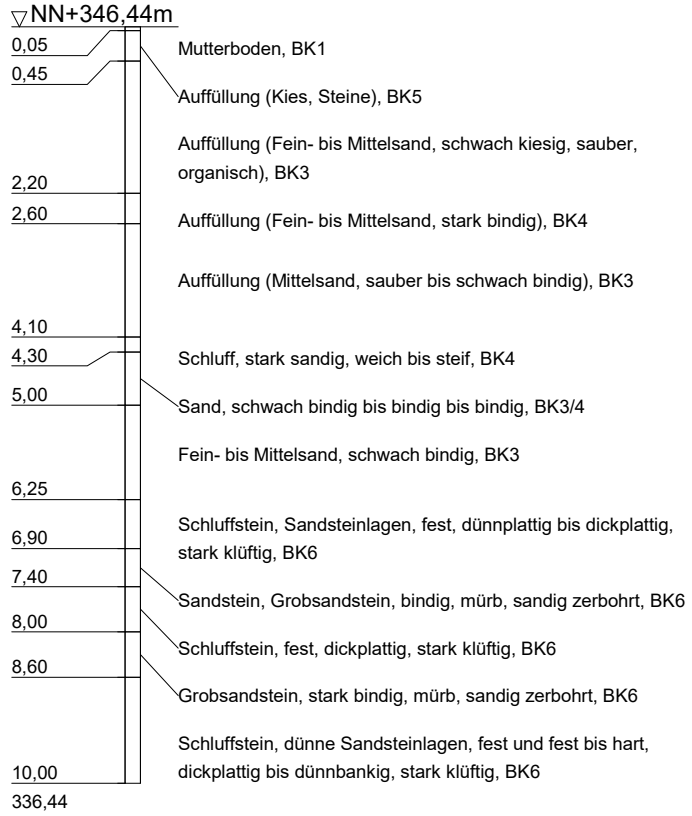 NN+346,44m
0,05
Mutterboden, BK1
0,45
Auffüllung (Kies, Steine), BK5
Auffüllung (Fein- bis Mittelsand, schwach kiesig, sauber,
organisch), BK3
2,20
2,60
Auffüllung (Fein- bis Mittelsand, stark bindig), BK4
Auffüllung (Mittelsand, sauber bis schwach bindig), BK3
4,10
4,30
Schluff, stark sandig, weich bis steif, BK4
5,00
Sand, schwach bindig bis bindig bis bindig, BK3/4
Fein- bis Mittelsand, schwach bindig, BK3
6,25
Schluffstein, Sandsteinlagen, fest, dünnplattig bis dickplattig,
stark klüftig, BK6
6,90
7,40
Sandstein, Grobsandstein, bindig, mürb, sandig zerbohrt, BK6
8,00
Schluffstein, fest, dickplattig, stark klüftig, BK6
8,60
Grobsandstein, stark bindig, mürb, sandig zerbohrt, BK6
Schluffstein, dünne Sandsteinlagen, fest und fest bis hart,
dickplattig bis dünnbankig, stark klüftig, BK6
10,00
336,44